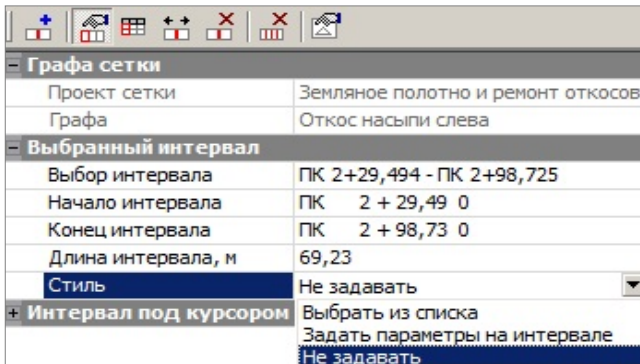 Графа сетки
Проект сетки Земляное полотно и ремонт откосов
Графа Откос насыпи слева
Выбранный интервал
Выбор интервала ПК 2+29,494 - ПК 2+98,725
Начало интервала ПК 2 + 29,49 0
Конец интервала ПК 2 + 98,73 0
Длина интервала, м 69,23
Стиль Не задавать
Интервал под курсором Выбрать из списка
Задать параметры на интервале
Не задавать